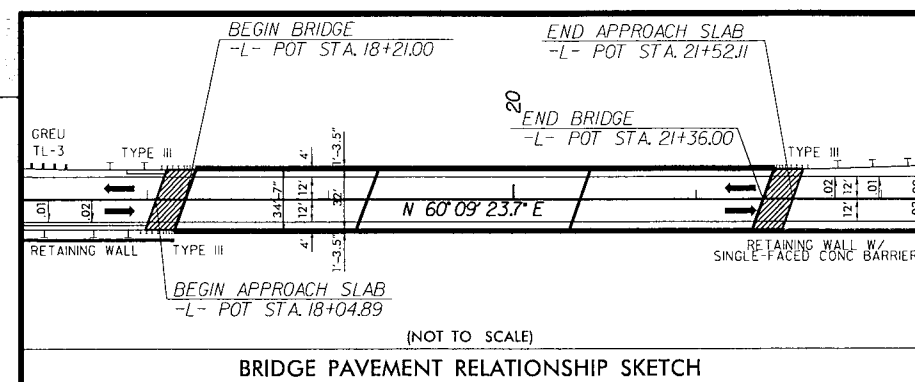 BEGIN BRIDGE
-L- POT STA. 18+21.00
END APPROACH SLAB
-L- POT STA. 21+52.11
20
END BRIDGE
-L- POT STA. 21+36.00
GREU
TL-3
TYPE III
4'
1'-3.5"
TYPE III
.01
.02
34'-7"
12'
12'
32'
N 60° 09' 23.7" E
.02
12'
.01
12'
4'
1'-3.5"
RETAINING WALL
TYPE III
RETAINING WALL W/
SINGLE-FACED CONC BARRIER
BEGIN APPROACH SLAB
-L- POT STA. 18+04.89
(NOT TO SCALE)
BRIDGE PAVEMENT RELATIONSHIP SKETCH